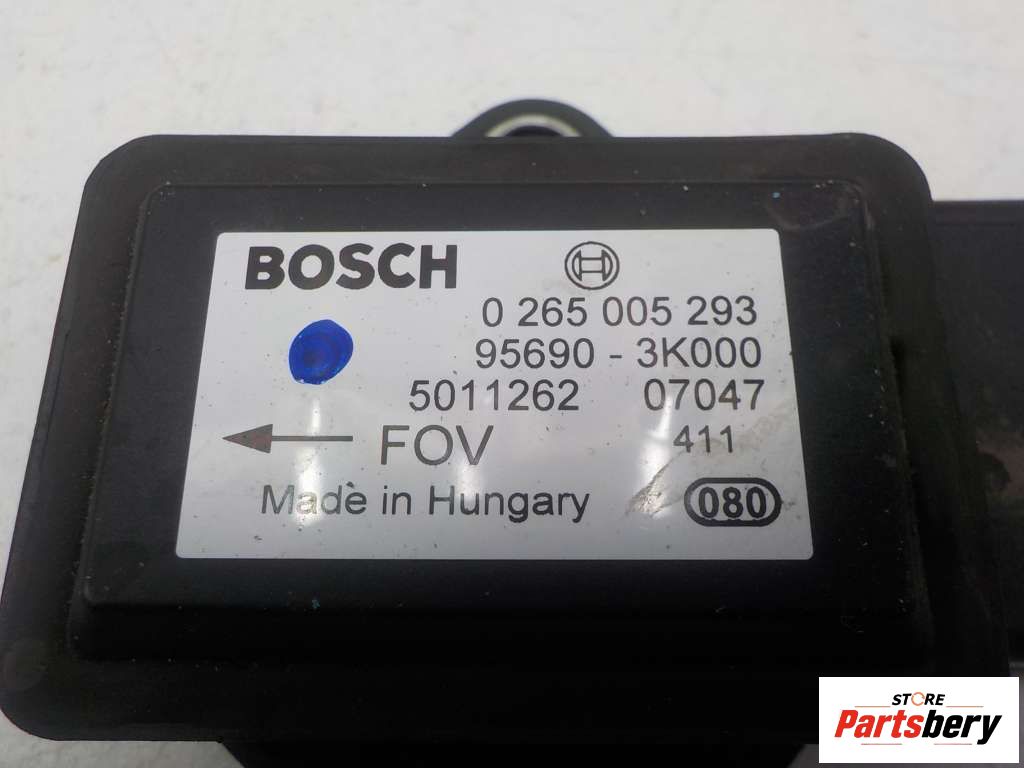 BOSCH
0 265 005 293
95690 - 3K000
5011262 07047
FOV 411
Made in Hungary 080
STORE
Partsbery